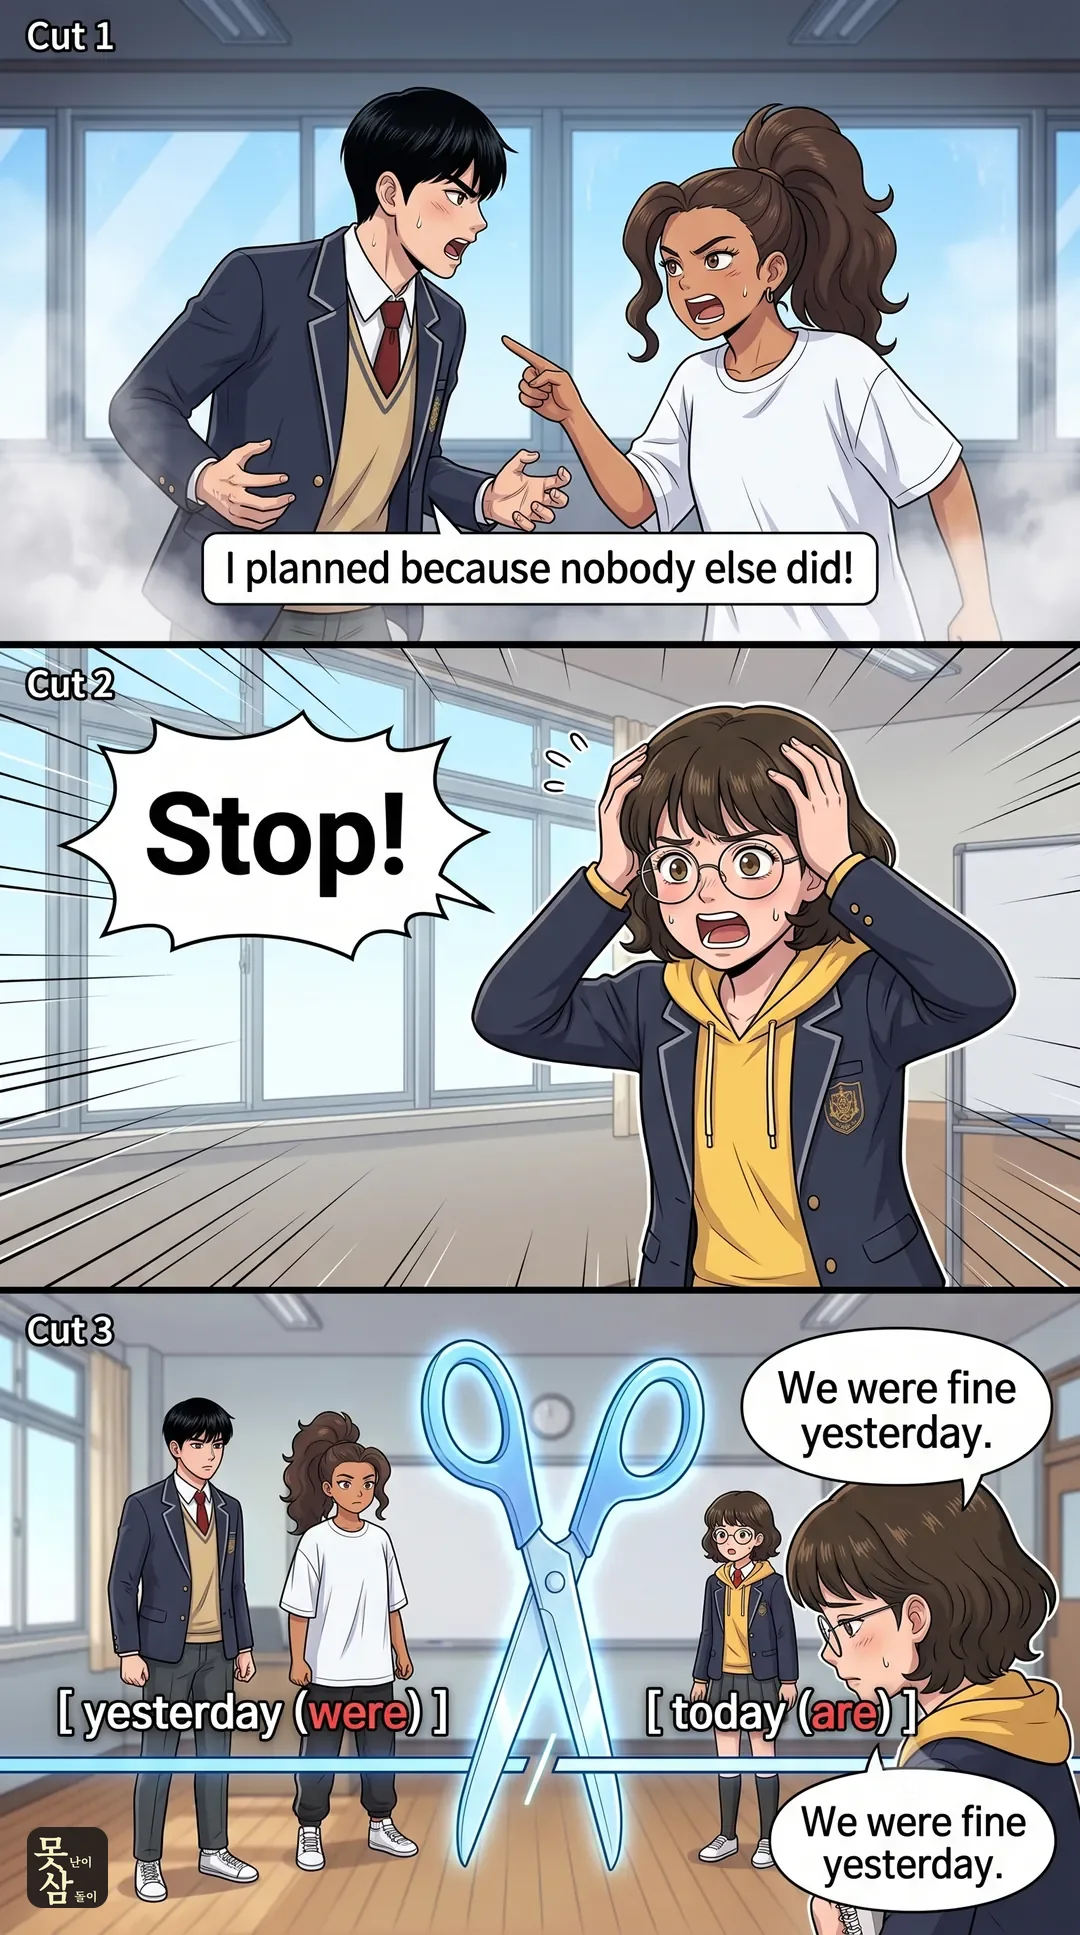 Cut 1
I planned because nobody else did!
Cut 2
Stop!
Cut 3
We were fine
yesterday.
[ yesterday (were) ]
[ today (are) ]
We were fine
yesterday.
못난이
삼돌이